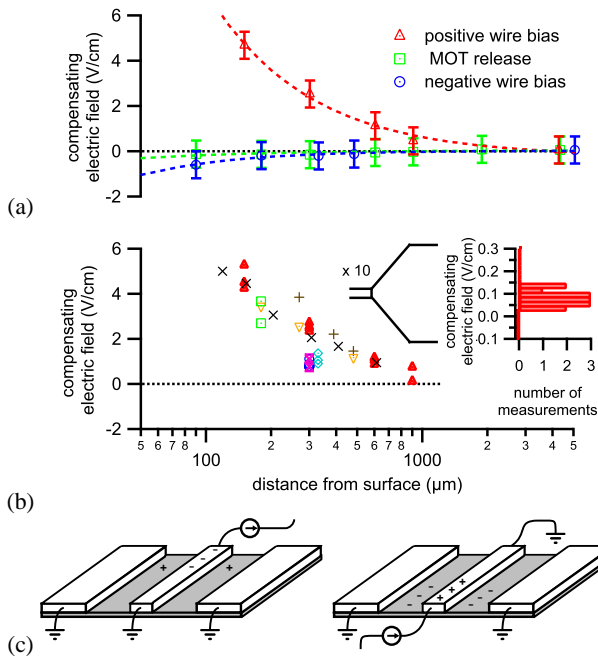 (a)
compensating
electric field (V/cm)
6
4
2
0
-2
positive wire bias
MOT release
negative wire bias
(b)
compensating
electric field (V/cm)
6
4
2
0
-2
x 10
compensating
electric field (V/cm)
0.3
0.2
0.1
0.0
-0.1
0 1 2 3
number of
measurements
5 6 7 8 9 100 2 3 4 5 6 7 8 9 1000 2 3 4 5
distance from surface (μm)
(c)
+ - - - +
- - - + + + - - -